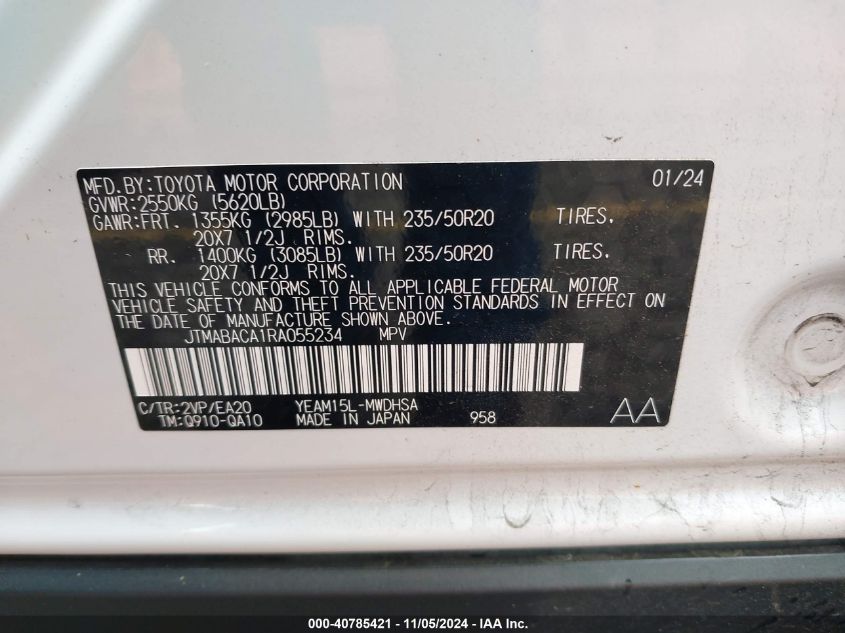 MFD.BY:TOYOTA MOTOR CORPORATION 01/24
GVWR:2550KG (5620LB)
GAWR:FRT. 1355KG (2985LB) WITH 235/50R20 TIRES.
20X7 1/2J RIMS.
RR. 1400KG (3085LB) WITH 235/50R20 TIRES.
20X7 1/2J RIMS.
THIS VEHICLE CONFORMS TO ALL APPLICABLE FEDERAL MOTOR
VEHICLE SAFETY AND THEFT PREVENTION STANDARDS IN EFFECT ON
THE DATE OF MANUFACTURE SHOWN ABOVE.
JTMABACA1RA055234 MPV
C/TR:2VP/EA20 YEAM15L-MWDHSA
TM:Q910-QA10 MADE IN JAPAN 958 AA
000-40785421 - 11/05/2024 - IAA Inc.